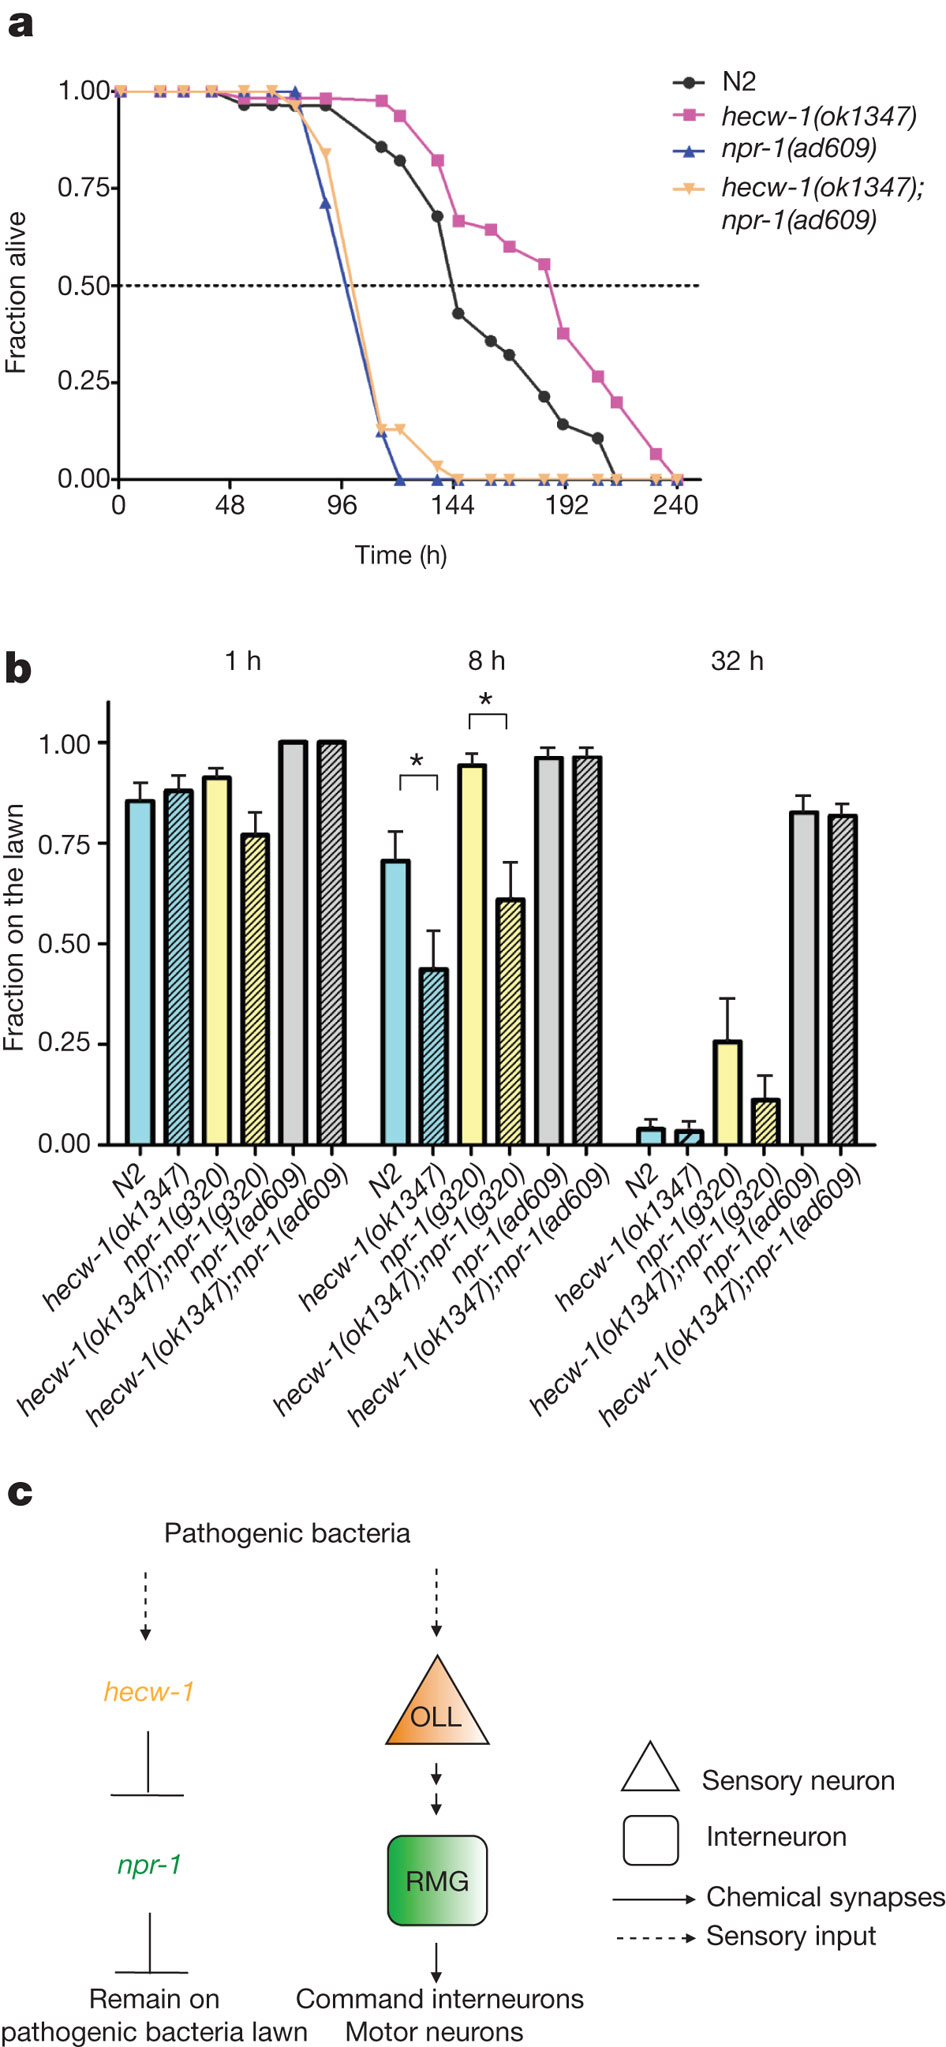 a
1.00
0.75
0.50
0.25
0.00
Fraction alive
0 48 96 144 192 240
Time (h)
N2
hecw-1(ok1347)
npr-1(ad609)
hecw-1(ok1347);
npr-1(ad609)
b
1 h 8 h 32 h
* *
1.00
0.75
0.50
0.25
0.00
Fraction on the lawn
N2
hecw-1(ok1347)
npr-1(g320)
hecw-1(ok1347);npr-1(g320)
npr-1(ad609)
hecw-1(ok1347);npr-1(ad609)
N2
hecw-1(ok1347)
npr-1(g320)
hecw-1(ok1347);npr-1(g320)
npr-1(ad609)
hecw-1(ok1347);npr-1(ad609)
N2
hecw-1(ok1347)
npr-1(g320)
hecw-1(ok1347);npr-1(g320)
npr-1(ad609)
hecw-1(ok1347);npr-1(ad609)
c
Pathogenic bacteria
hecw-1
npr-1
Remain on
pathogenic bacteria lawn
OLL
RMG
Command interneurons
Motor neurons
Sensory neuron
Interneuron
Chemical synapses
Sensory input